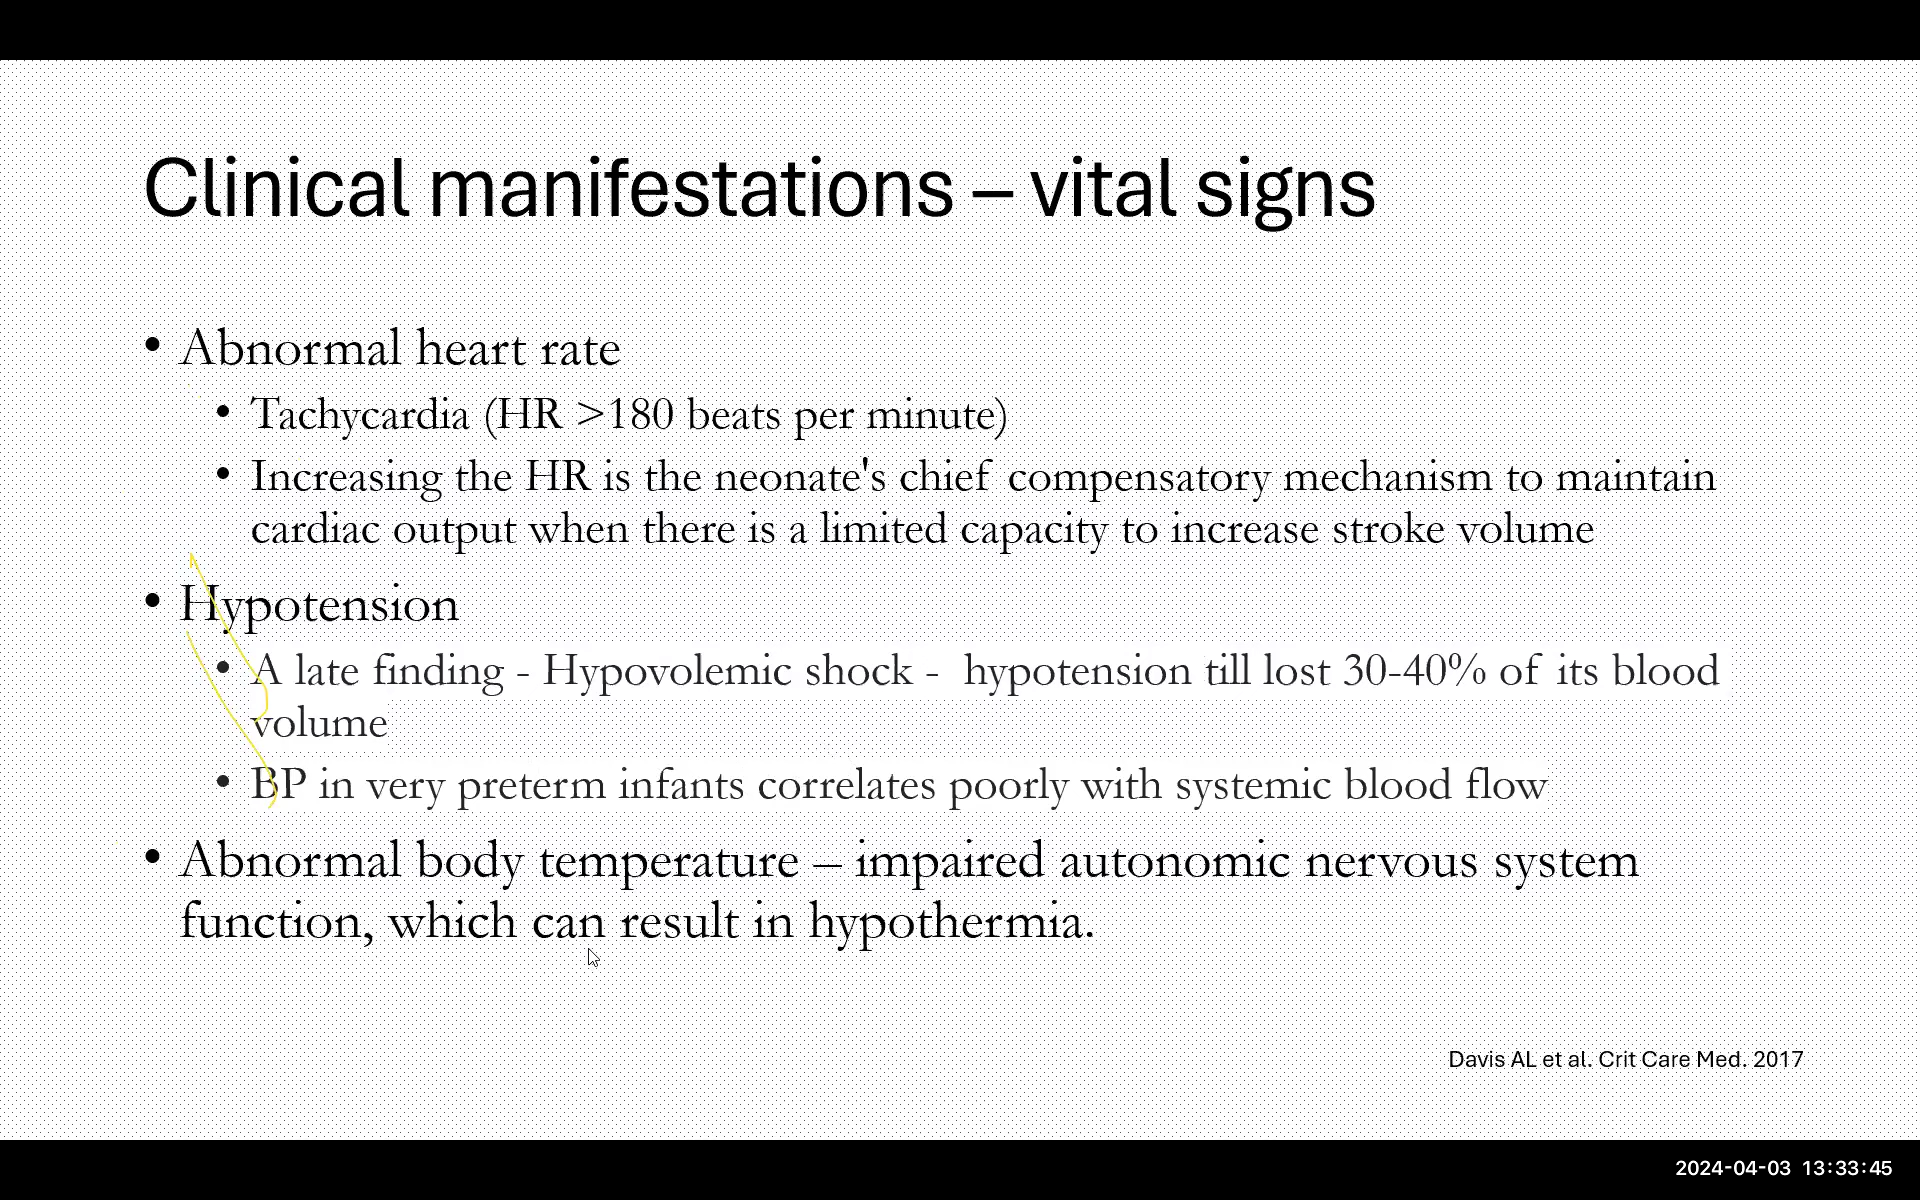 Clinical manifestations – vital signs
• Abnormal heart rate
• Tachycardia (HR >180 beats per minute)
• Increasing the HR is the neonate's chief compensatory mechanism to maintain
cardiac output when there is a limited capacity to increase stroke volume
• Hypotension
• A late finding - Hypovolemic shock -  hypotension till lost 30-40% of its blood
volume
• BP in very preterm infants correlates poorly with systemic blood flow
• Abnormal body temperature – impaired autonomic nervous system
function, which can result in hypothermia.
Davis AL et al. Crit Care Med. 2017
2024-04-03 13:33:45